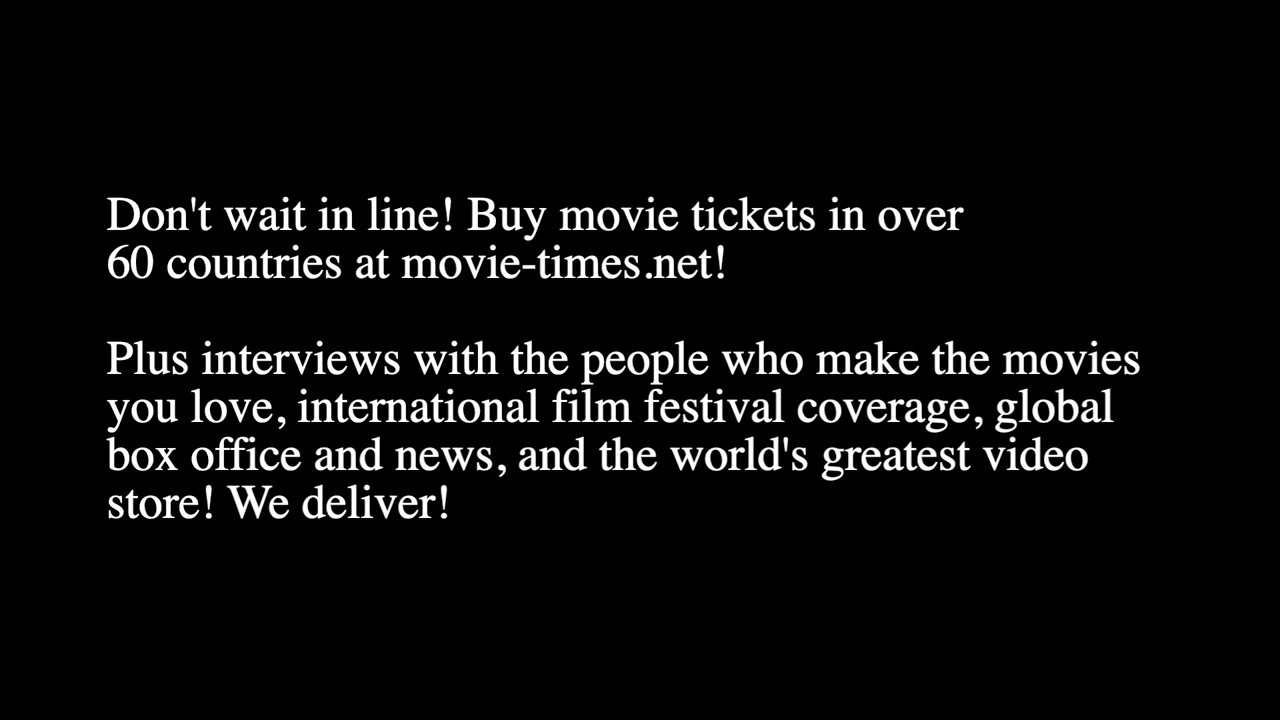 Don't wait in line! Buy movie tickets in over
60 countries at movie-times.net!
Plus interviews with the people who make the movies
you love, international film festival coverage, global
box office and news, and the world's greatest video
store! We deliver!